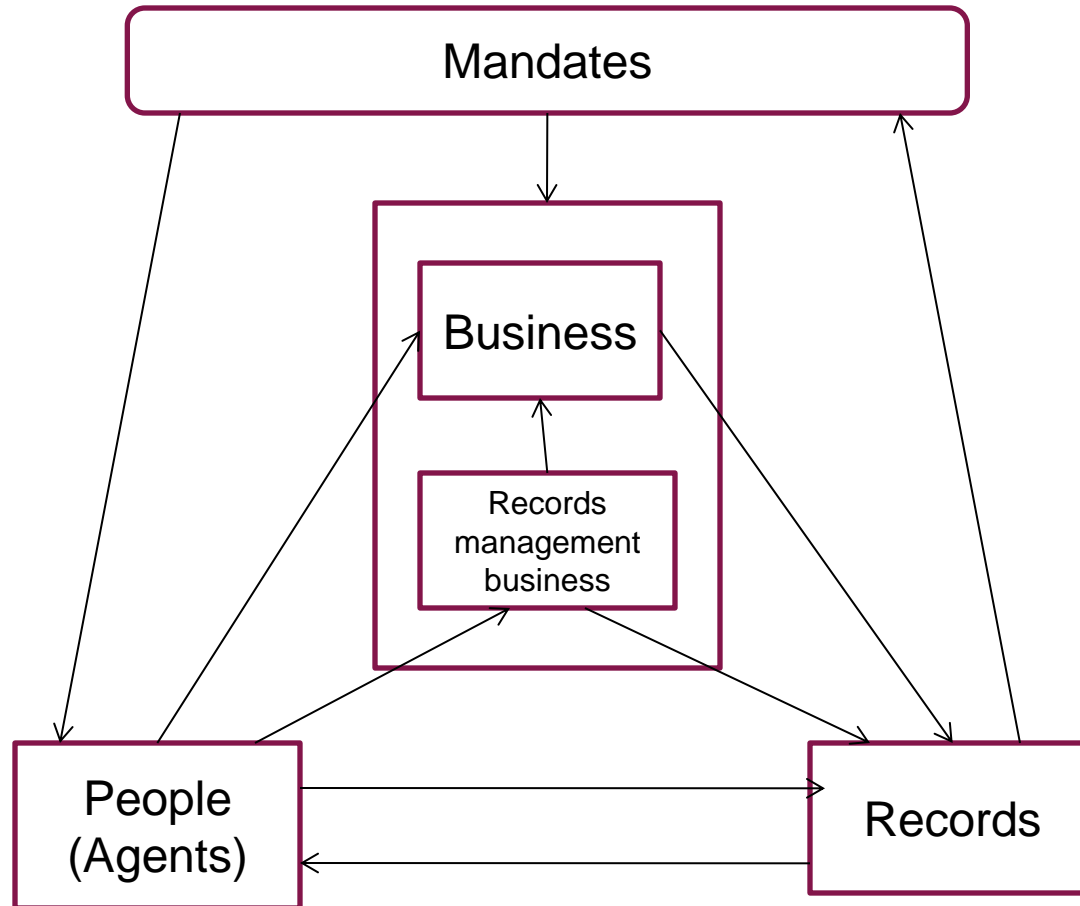 Mandates
Business
Records
management
business
People
(Agents)
Records